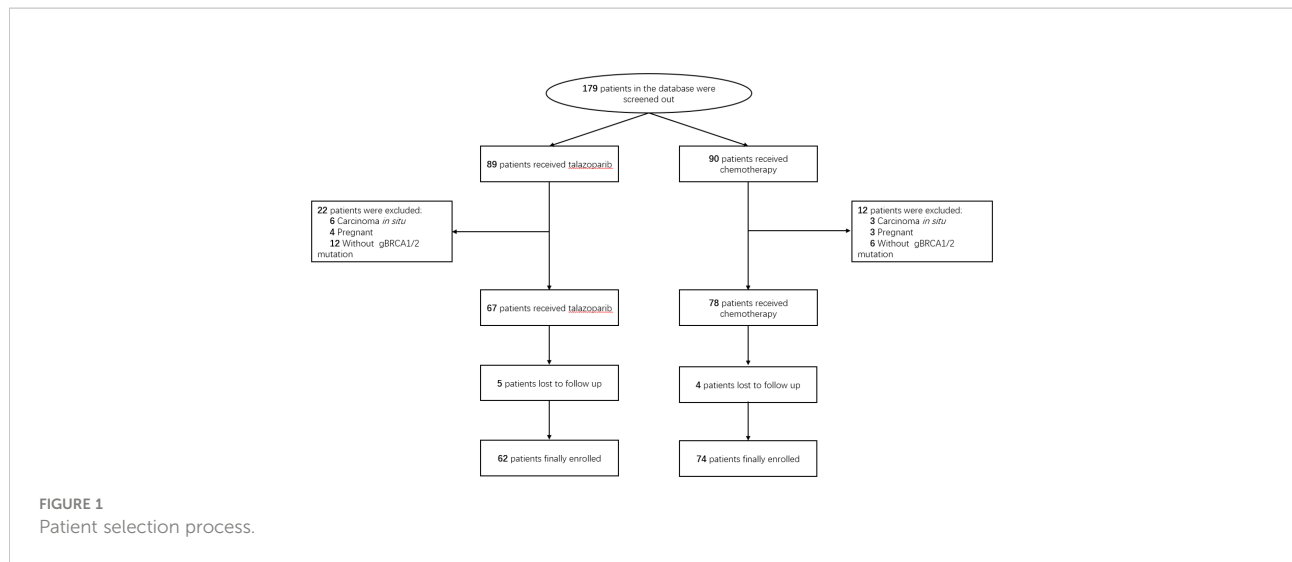 179 patients in the database were
screened out
89 patients received talazoparib
90 patients received
chemotherapy
22 patients were excluded:
6 Carcinoma in situ
4 Pregnant
12 Without gBRCA1/2
mutation
12 patients were excluded:
3 Carcinoma in situ
3 Pregnant
6 Without gBRCA1/2
mutation
67 patients received talazoparib
78 patients received
chemotherapy
5 patients lost to follow up
4 patients lost to follow up
62 patients finally enrolled
74 patients finally enrolled
FIGURE 1
Patient selection process.